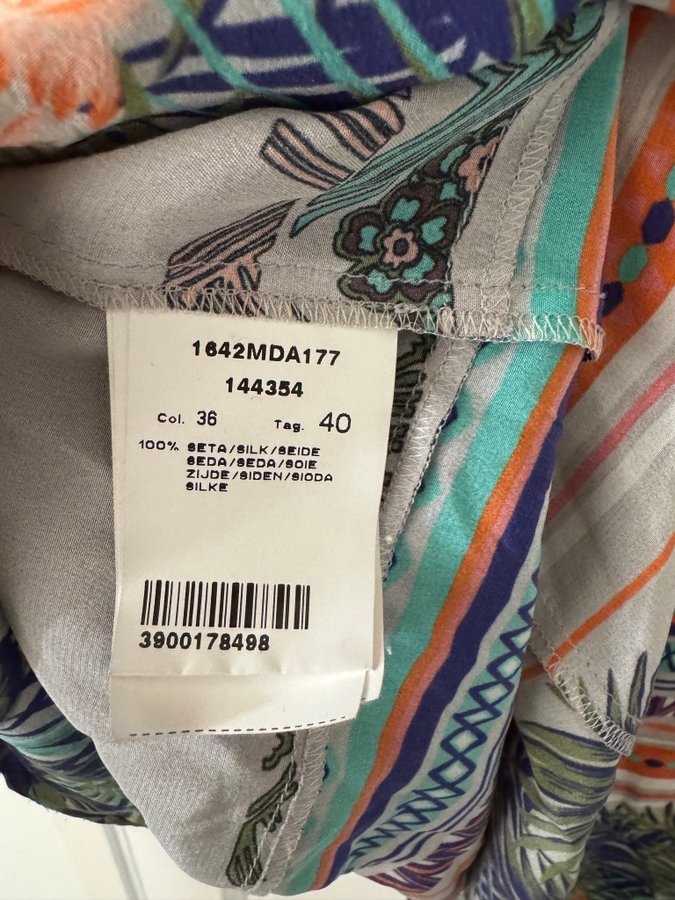 1642MDA177
144354
Col. 36 Tag. 40
100% SETA/SILK/SEIDE
SEDA/SEDA/SOIE
ZIJDE/SIDEN/SIODA
SILKE
3900178498